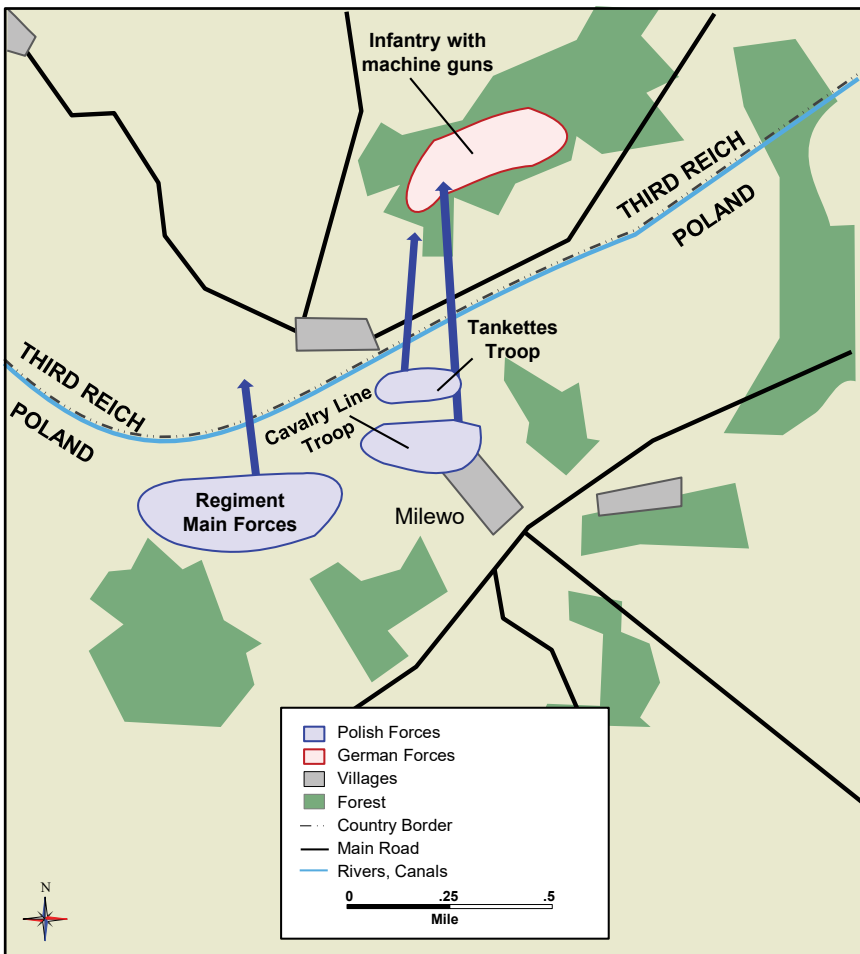 Infantry with
machine guns
THIRD REICH
POLAND
Tankettes
Troop
THIRD REICH
POLAND
Cavalry Line
Troop
Regiment
Main Forces
Milewo
Polish Forces
German Forces
Villages
Forest
Country Border
Main Road
Rivers, Canals
0 .25 .5
Mile
N